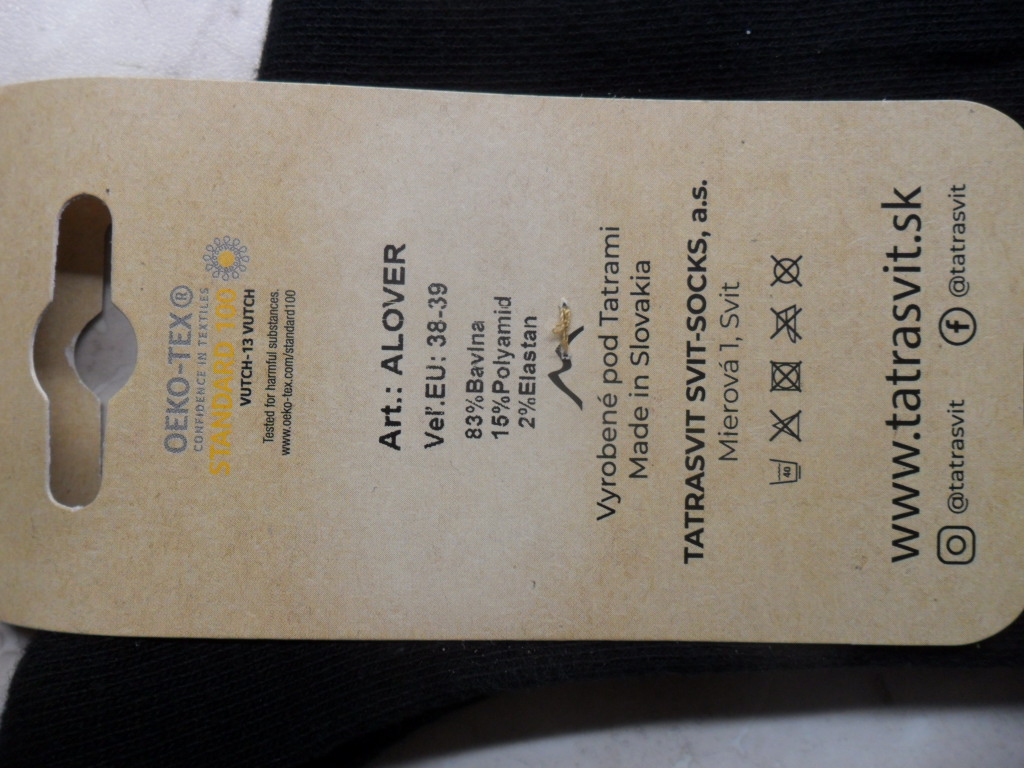 OEKO-TEX®
CONFIDENCE IN TEXTILES
STANDARD 100
VUTCH-13 VUTCH
Tested for harmful substances.
www.oeko-tex.com/standard100
Art.: ALOVER
Veľ.EU: 38-39
83%Bavlna
15%Polyamid
2%Elastan
Vyrobené pod Tatrami
Made in Slovakia
TATRASVIT SVIT-SOCKS, a.s.
Mierová 1, Svit
40
www.tatrasvit.sk
@tatrasvit @tatrasvit